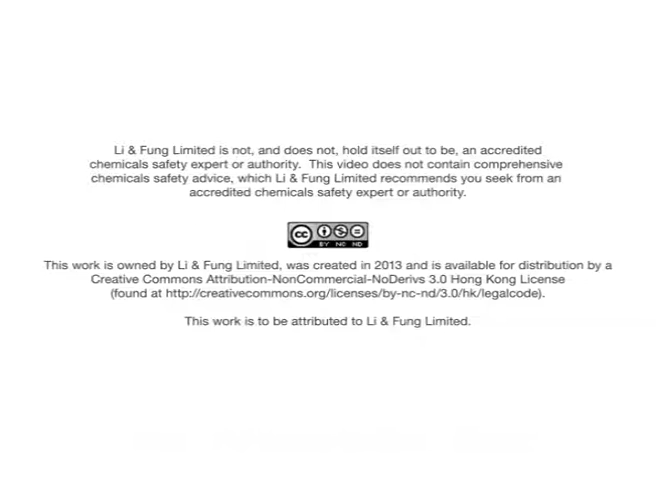 Li & Fung Limited is not, and does not, hold itself out to be, an accredited
chemicals safety expert or authority.  This video does not contain comprehensive
chemicals safety advice, which Li & Fung Limited recommends you seek from an
accredited chemicals safety expert or authority.
cc BY NC ND
This work is owned by Li & Fung Limited, was created in 2013 and is available for distribution by a
Creative Commons Attribution-NonCommercial-NoDerivs 3.0 Hong Kong License
(found at http://creativecommons.org/licenses/by-nc-nd/3.0/hk/legalcode).
This work is to be attributed to Li & Fung Limited.